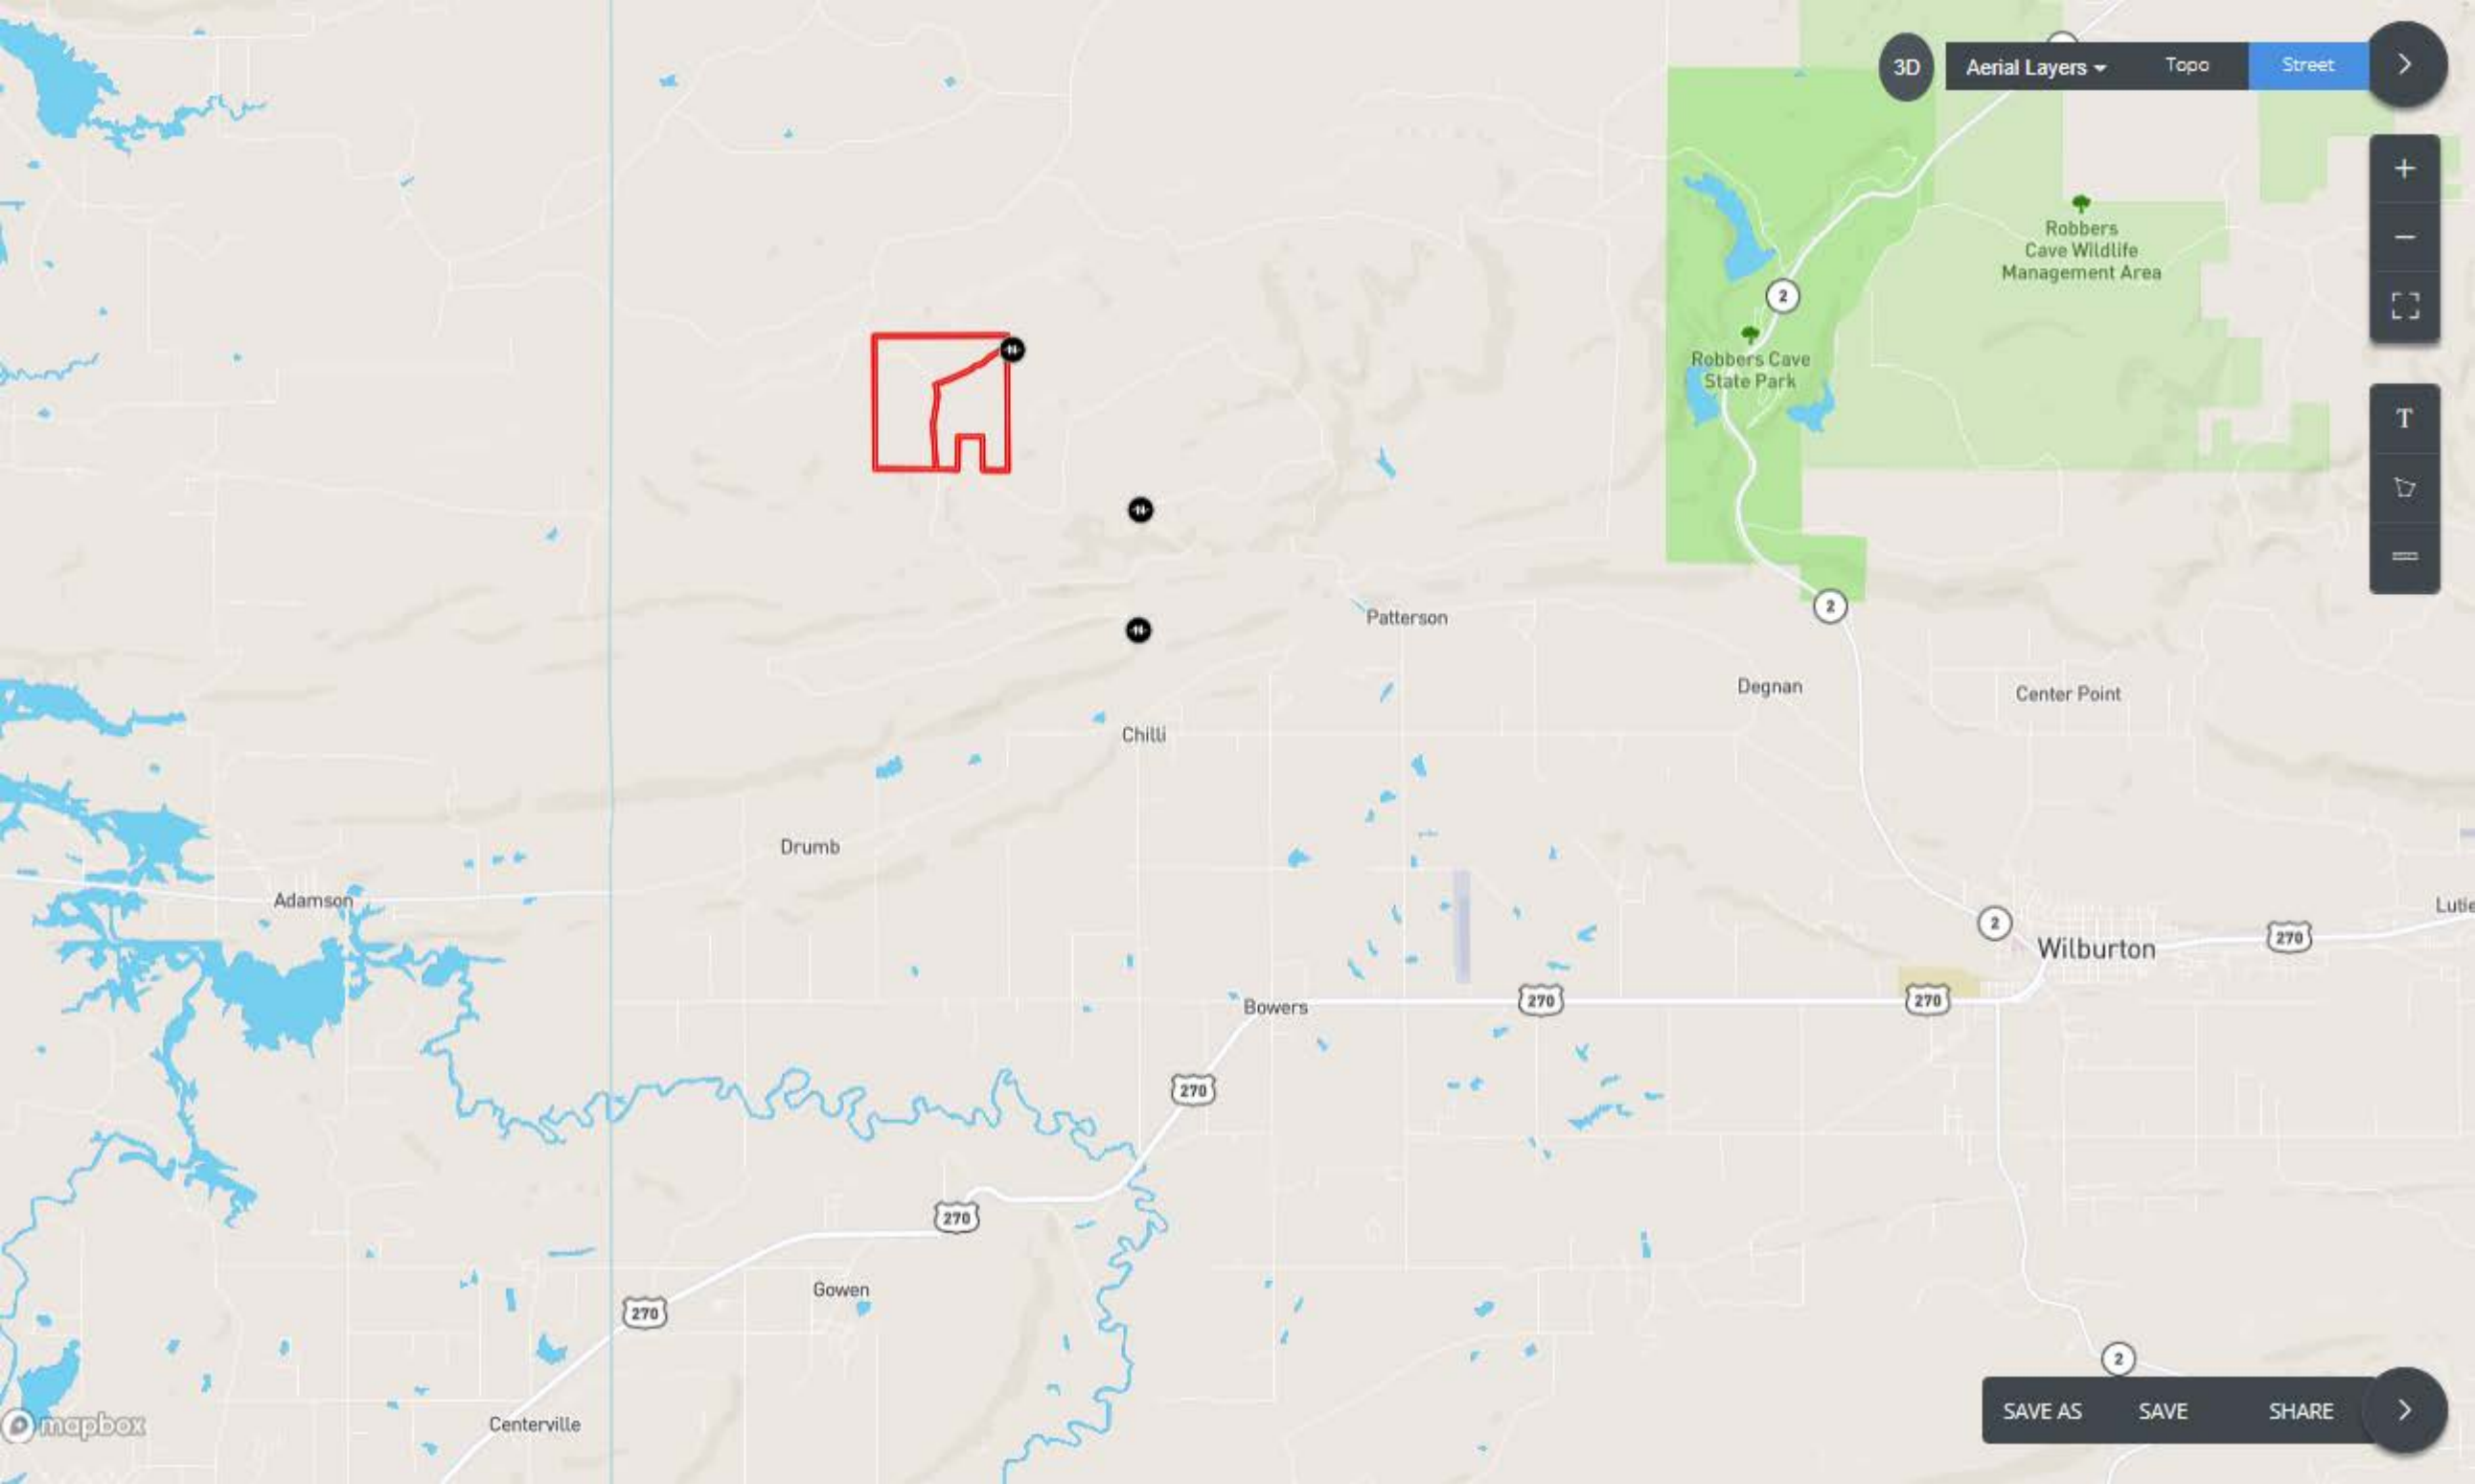 3D
Aerial Layers
Topo
Street
Robbers
Cave Wildlife
Management Area
2
Robbers Cave
State Park
T
2
Patterson
Degnan
Center Point
Chilli
Drumb
Adamson
Lutie
2
270
Wilburton
Bowers
270
270
270
270
Gowen
270
2
SAVE AS
SAVE
SHARE
Centerville
mapbox